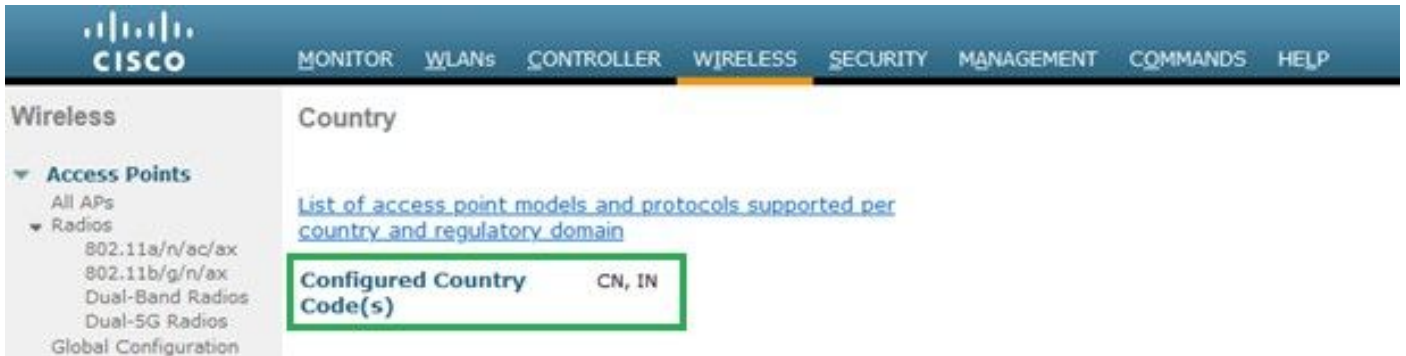 CISCO
MONITOR WLANs CONTROLLER WIRELESS SECURITY MANAGEMENT COMMANDS HELP
Wireless
Access Points
All APs
Radios
802.11a/n/ac/ax
802.11b/g/n/ax
Dual-Band Radios
Dual-5G Radios
Global Configuration
Country
List of access point models and protocols supported per
country and regulatory domain
Configured Country CN, IN
Code(s)